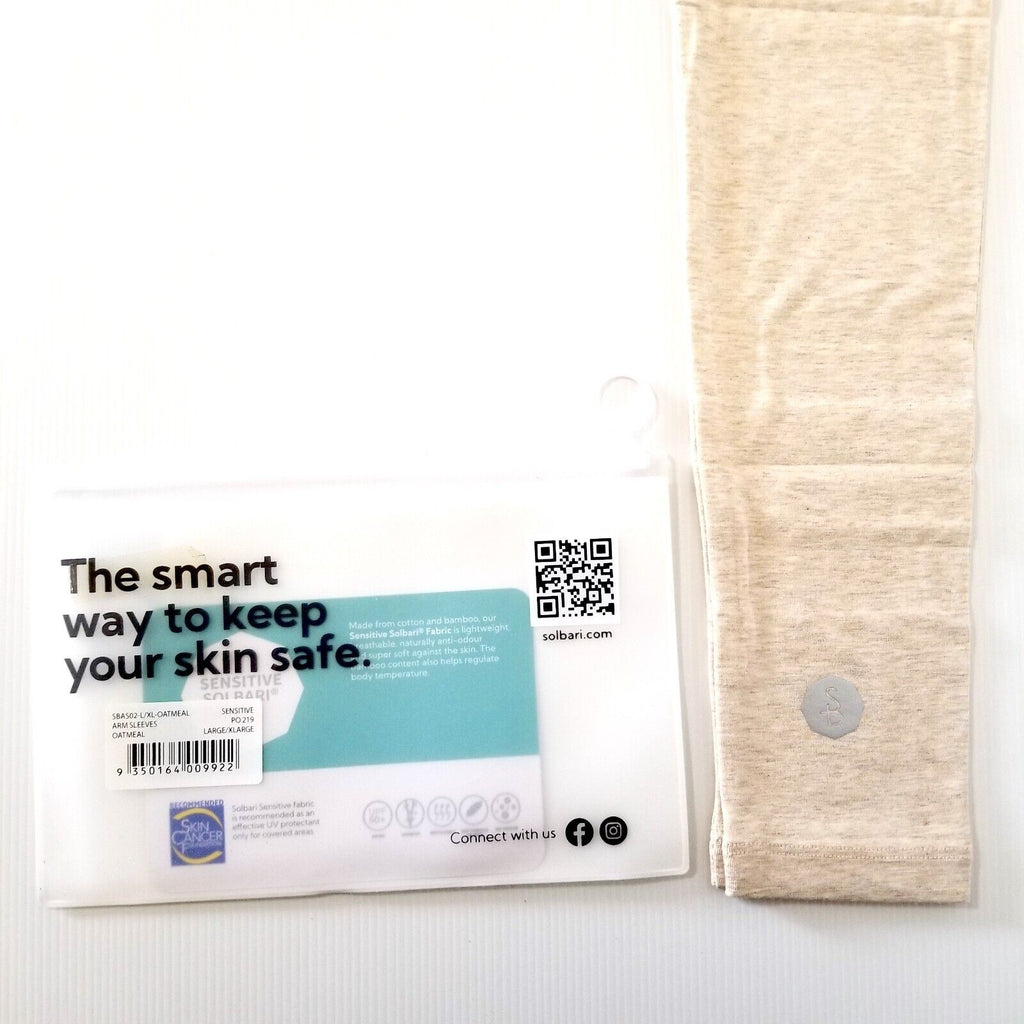 The smart
way to keep
your skin safe.
Made from cotton and bamboo, our
Sensitive Solbari® Fabric is lightweight,
breathable, naturally anti-odour
and super soft against the skin. The
bamboo content also helps regulate
body temperature.
SENSITIVE
SOLBARI®
solbari.com
SBAS02-L/XL-OATMEAL SENSITIVE
ARM SLEEVES PO 219
OATMEAL LARGE/XLARGE
9 350164 009922
RECOMMENDED
SKIN
CANCER
FOUNDATION
Solbari Sensitive fabric
is recommended as an
effective UV protectant
only for covered areas
Connect with us
S